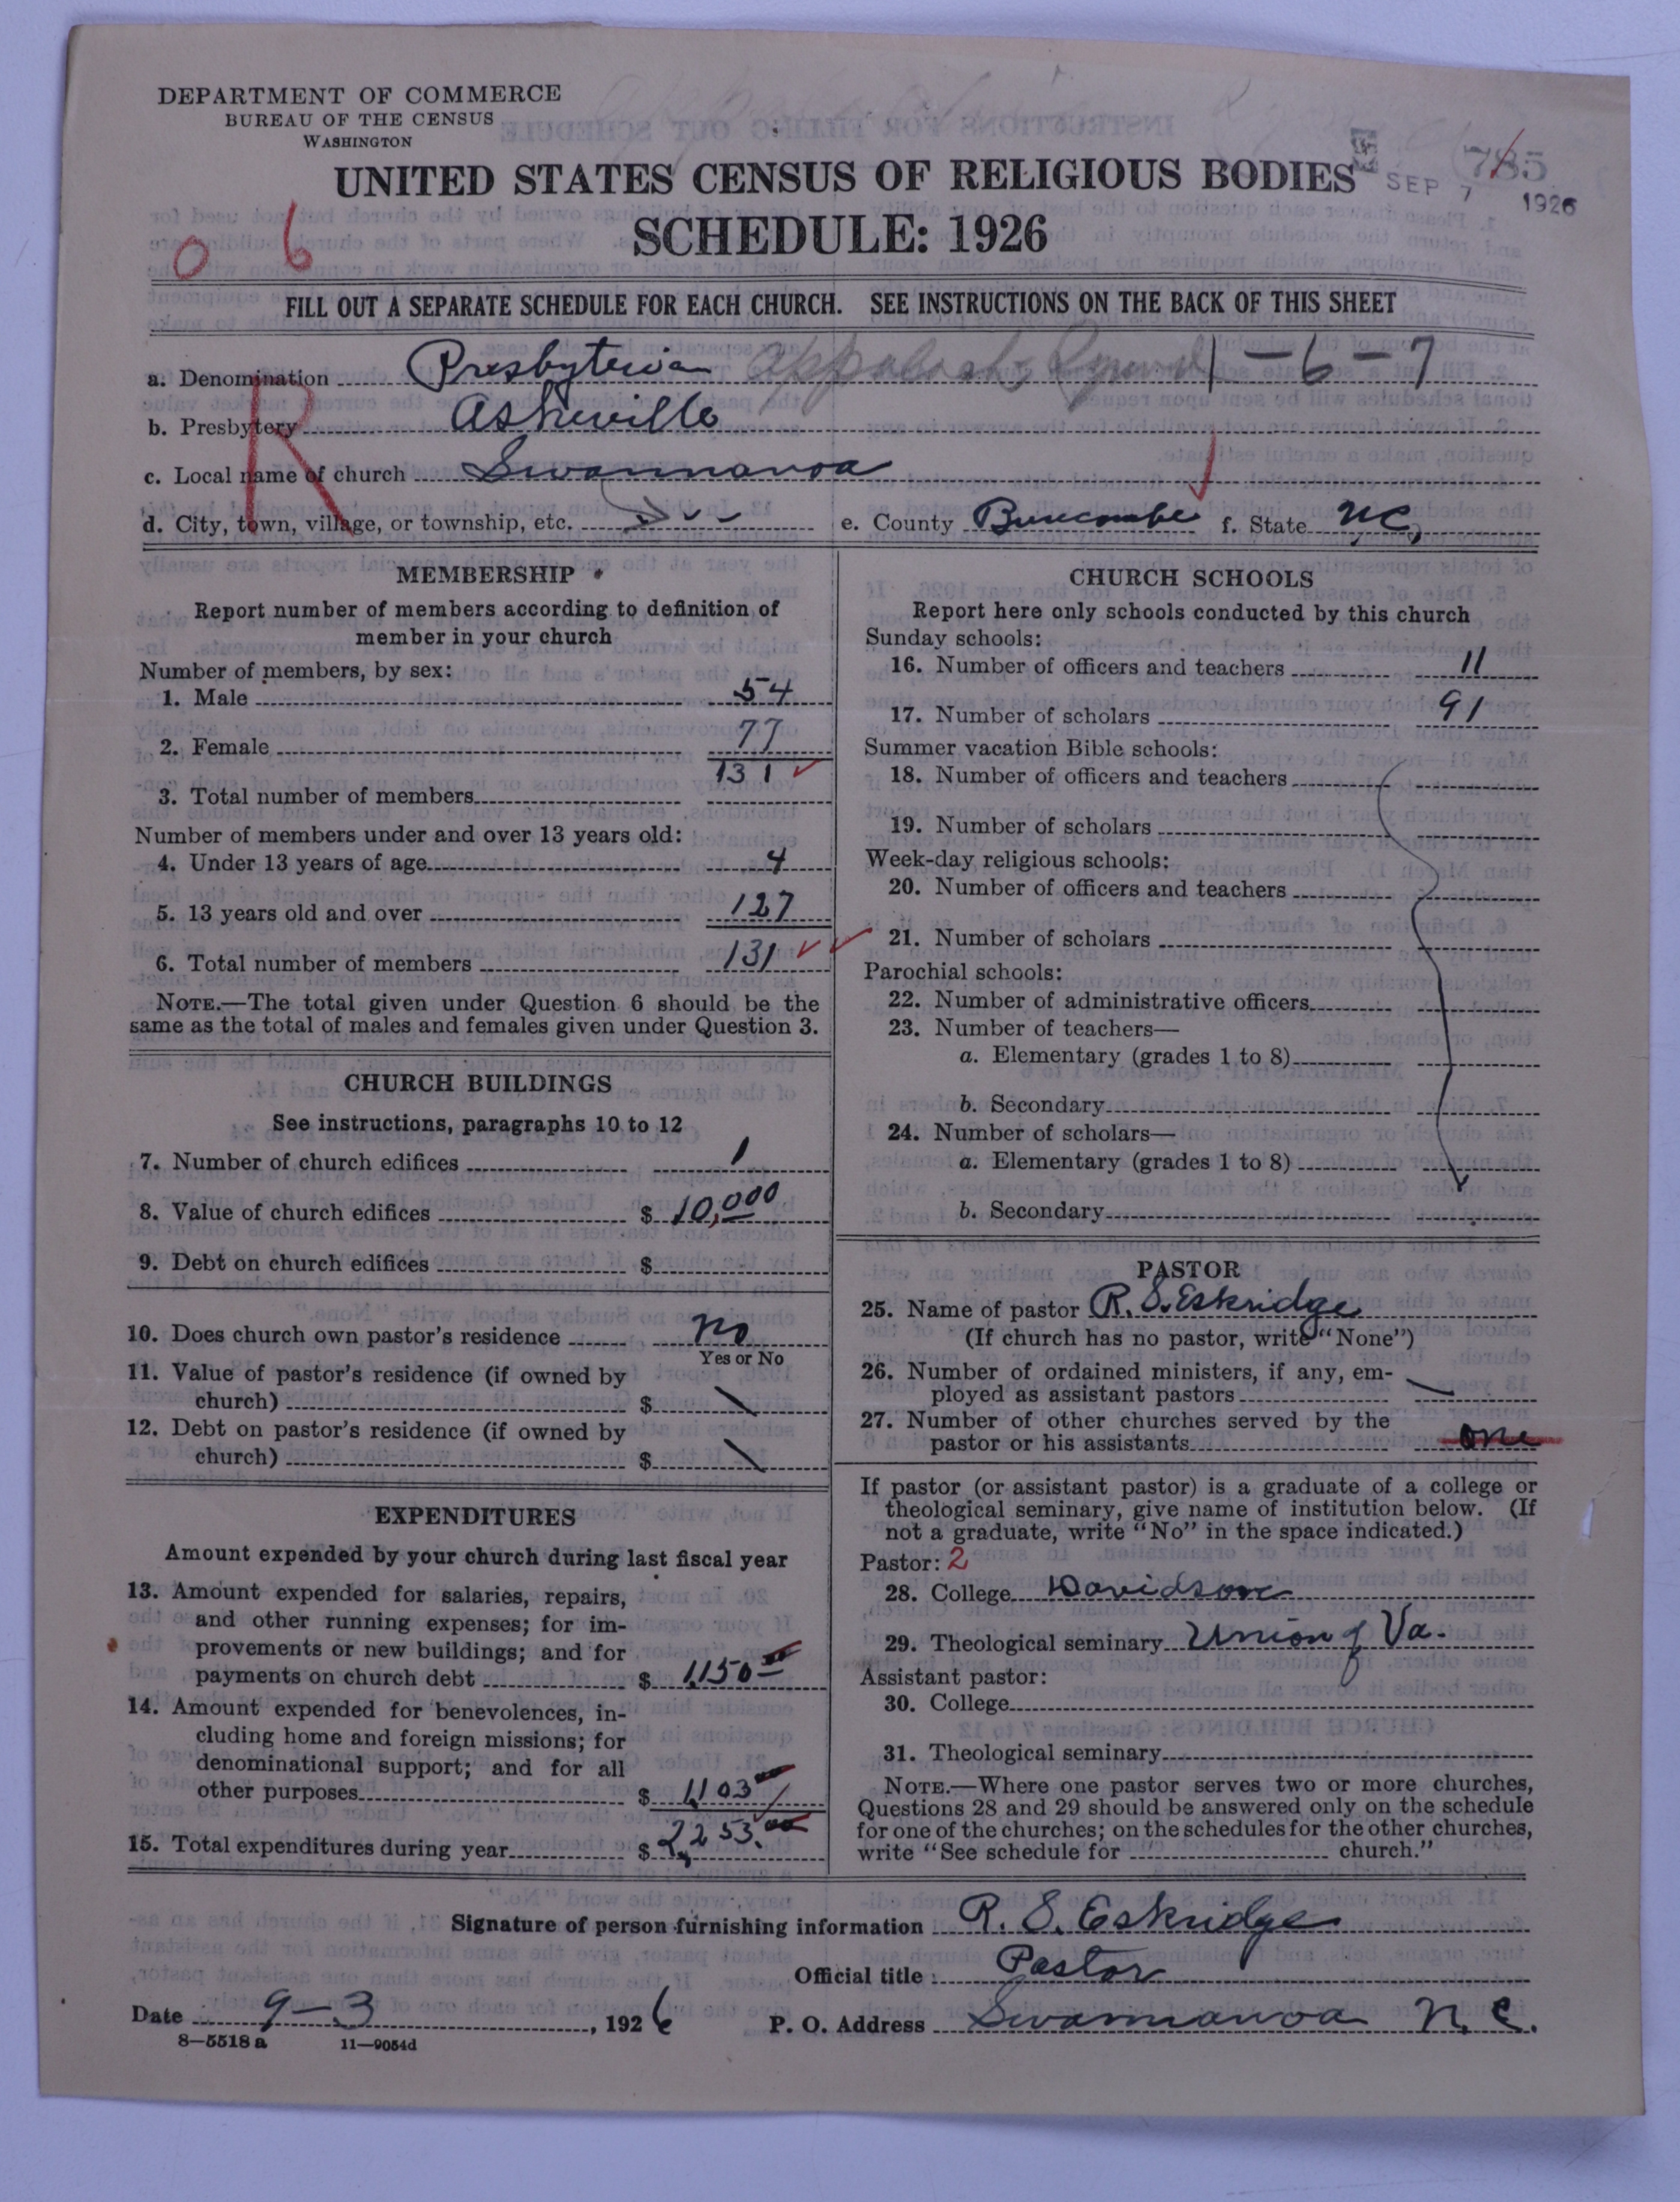 DEPARTMENT OF COMMERCE
BUREAU OF THE CENSUS
WASHINGTON
UNITED STATES CENSUS OF RELIGIOUS BODIES
SCHEDULE: 1926
785
SEP 7 1926
0 6
FILL OUT A SEPARATE SCHEDULE FOR EACH CHURCH. SEE INSTRUCTIONS ON THE BACK OF THIS SHEET
a. Denomination Presbyterian 1-6-7
b. Presbytery Asheville
R
c. Local name of church Swannanoa
d. City, town, village, or township, etc. e. County Buncombe f. State N.C.
MEMBERSHIP
Report number of members according to definition of
member in your church
Number of members, by sex:
1. Male 54
2. Female 77
131
3. Total number of members
Number of members under and over 13 years old:
4. Under 13 years of age 4
5. 13 years old and over 127
6. Total number of members 131
NOTE.—The total given under Question 6 should be the
same as the total of males and females given under Question 3.
CHURCH BUILDINGS
See instructions, paragraphs 10 to 12
7. Number of church edifices 1
8. Value of church edifices $ 10,000
9. Debt on church edifices $
10. Does church own pastor's residence No
Yes or No
11. Value of pastor's residence (if owned by
church) $ \
12. Debt on pastor's residence (if owned by
church) $ \
EXPENDITURES
Amount expended by your church during last fiscal year
13. Amount expended for salaries, repairs,
and other running expenses; for im-
provements or new buildings; and for
payments on church debt $ 1,150 00
14. Amount expended for benevolences, in-
cluding home and foreign missions; for
denominational support; and for all
other purposes $ 1,103 00
15. Total expenditures during year $ 2,253.00
CHURCH SCHOOLS
Report here only schools conducted by this church
Sunday schools:
16. Number of officers and teachers 11
17. Number of scholars 91
Summer vacation Bible schools:
18. Number of officers and teachers
19. Number of scholars
Week-day religious schools:
20. Number of officers and teachers
21. Number of scholars
Parochial schools:
22. Number of administrative officers
23. Number of teachers—
a. Elementary (grades 1 to 8)
b. Secondary
24. Number of scholars—
a. Elementary (grades 1 to 8)
b. Secondary
PASTOR
25. Name of pastor R. S. Eskridge
(If church has no pastor, write "None")
26. Number of ordained ministers, if any, em-
ployed as assistant pastors
27. Number of other churches served by the
pastor or his assistants one
If pastor (or assistant pastor) is a graduate of a college or
theological seminary, give name of institution below. (If
not a graduate, write "No" in the space indicated.)
Pastor: 2
28. College Davidson
29. Theological seminary Union of Va.
Assistant pastor:
30. College
31. Theological seminary
NOTE.—Where one pastor serves two or more churches,
Questions 28 and 29 should be answered only on the schedule
for one of the churches; on the schedules for the other churches,
write "See schedule for church."
Signature of person furnishing information R. S. Eskridge
Official title Pastor
Date 9-3, 1926 P. O. Address Swannanoa N.C.
8-5518a 11-9054d